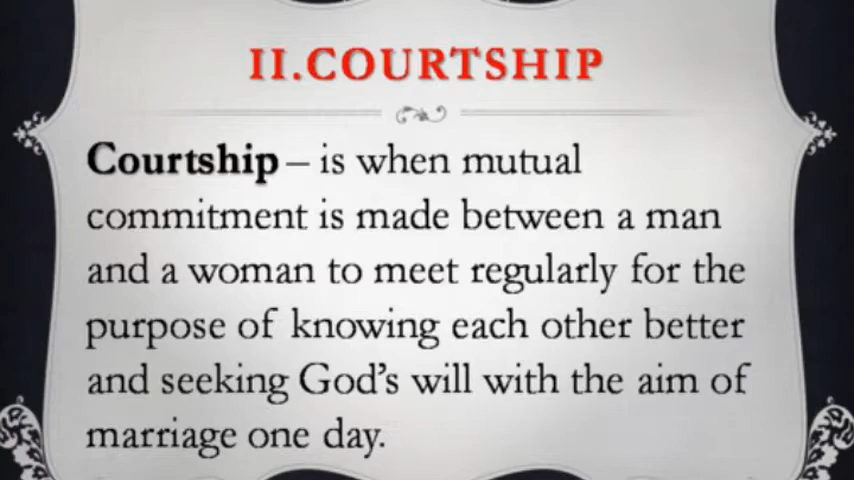 II.COURTSHIP
Courtship – is when mutual
commitment is made between a man
and a woman to meet regularly for the
purpose of knowing each other better
and seeking God’s will with the aim of
marriage one day.